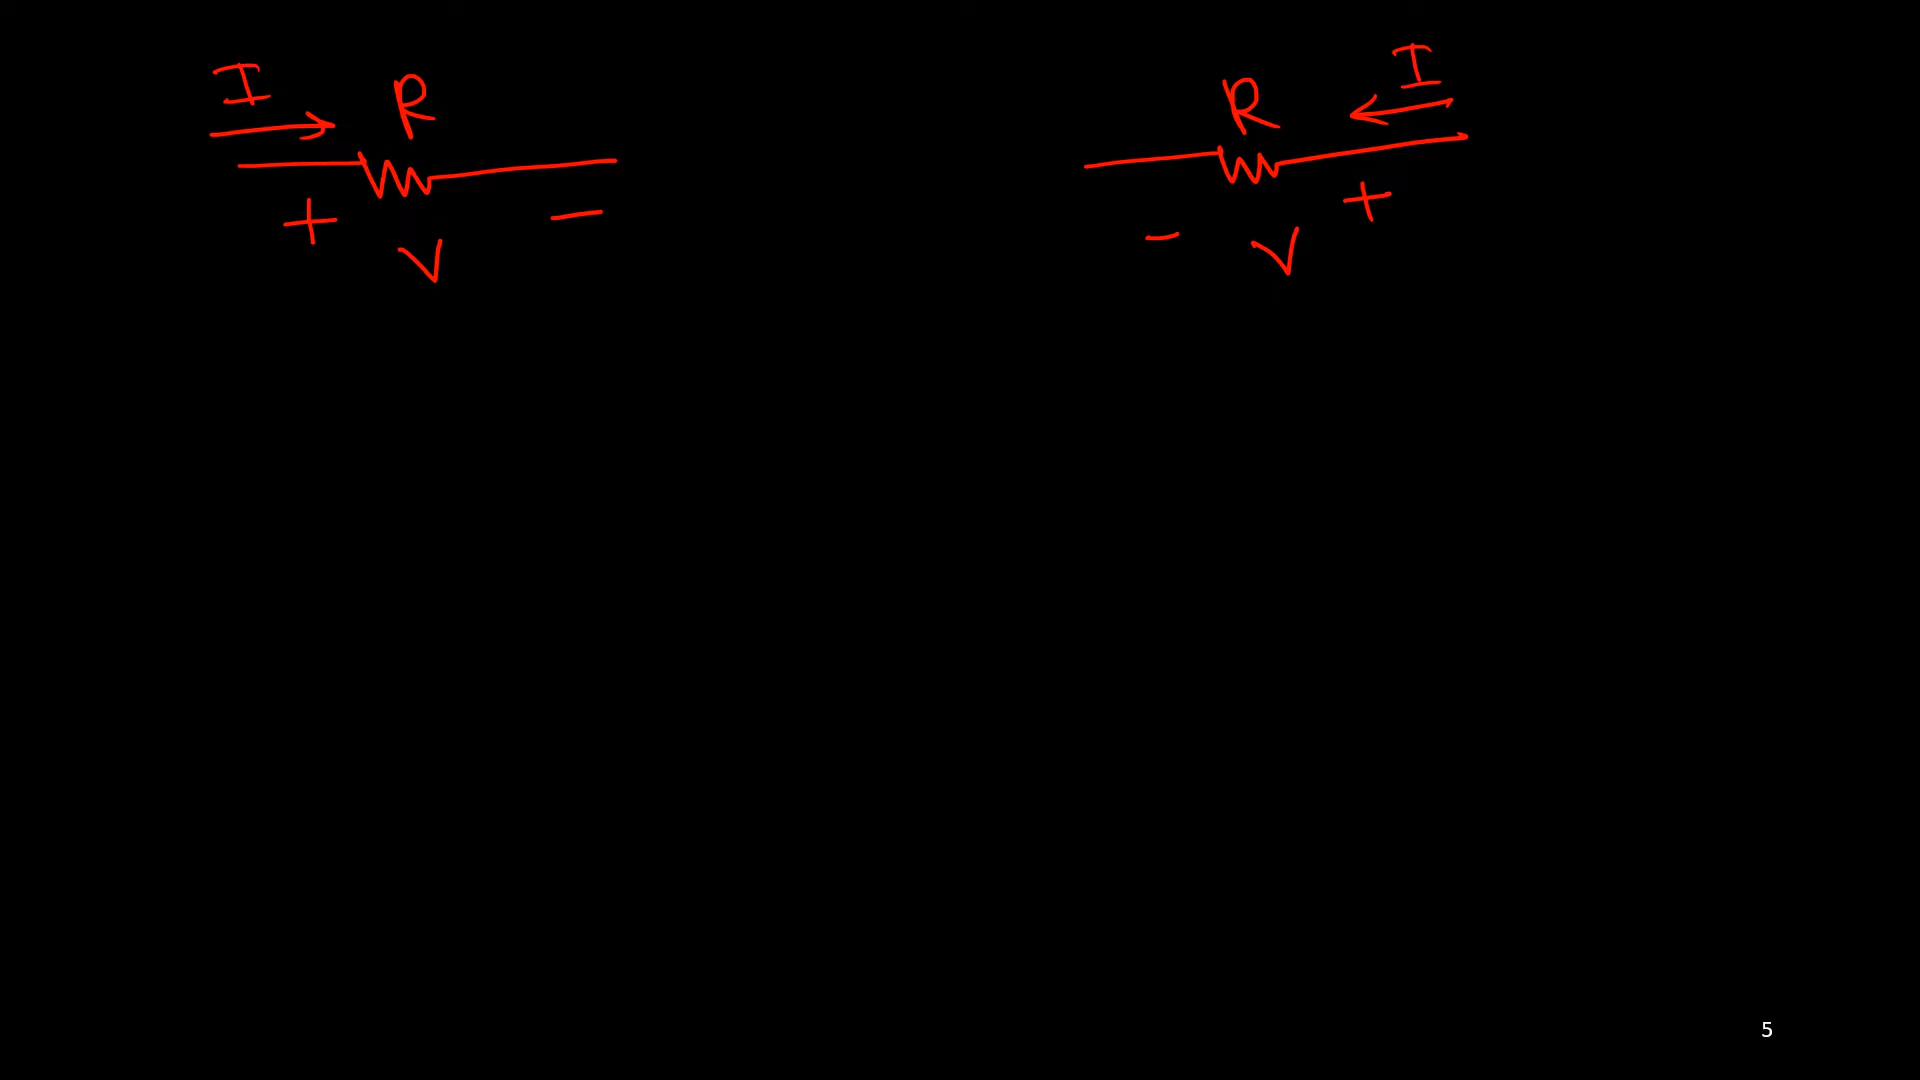 I R
+ V −
R I
− V +
5